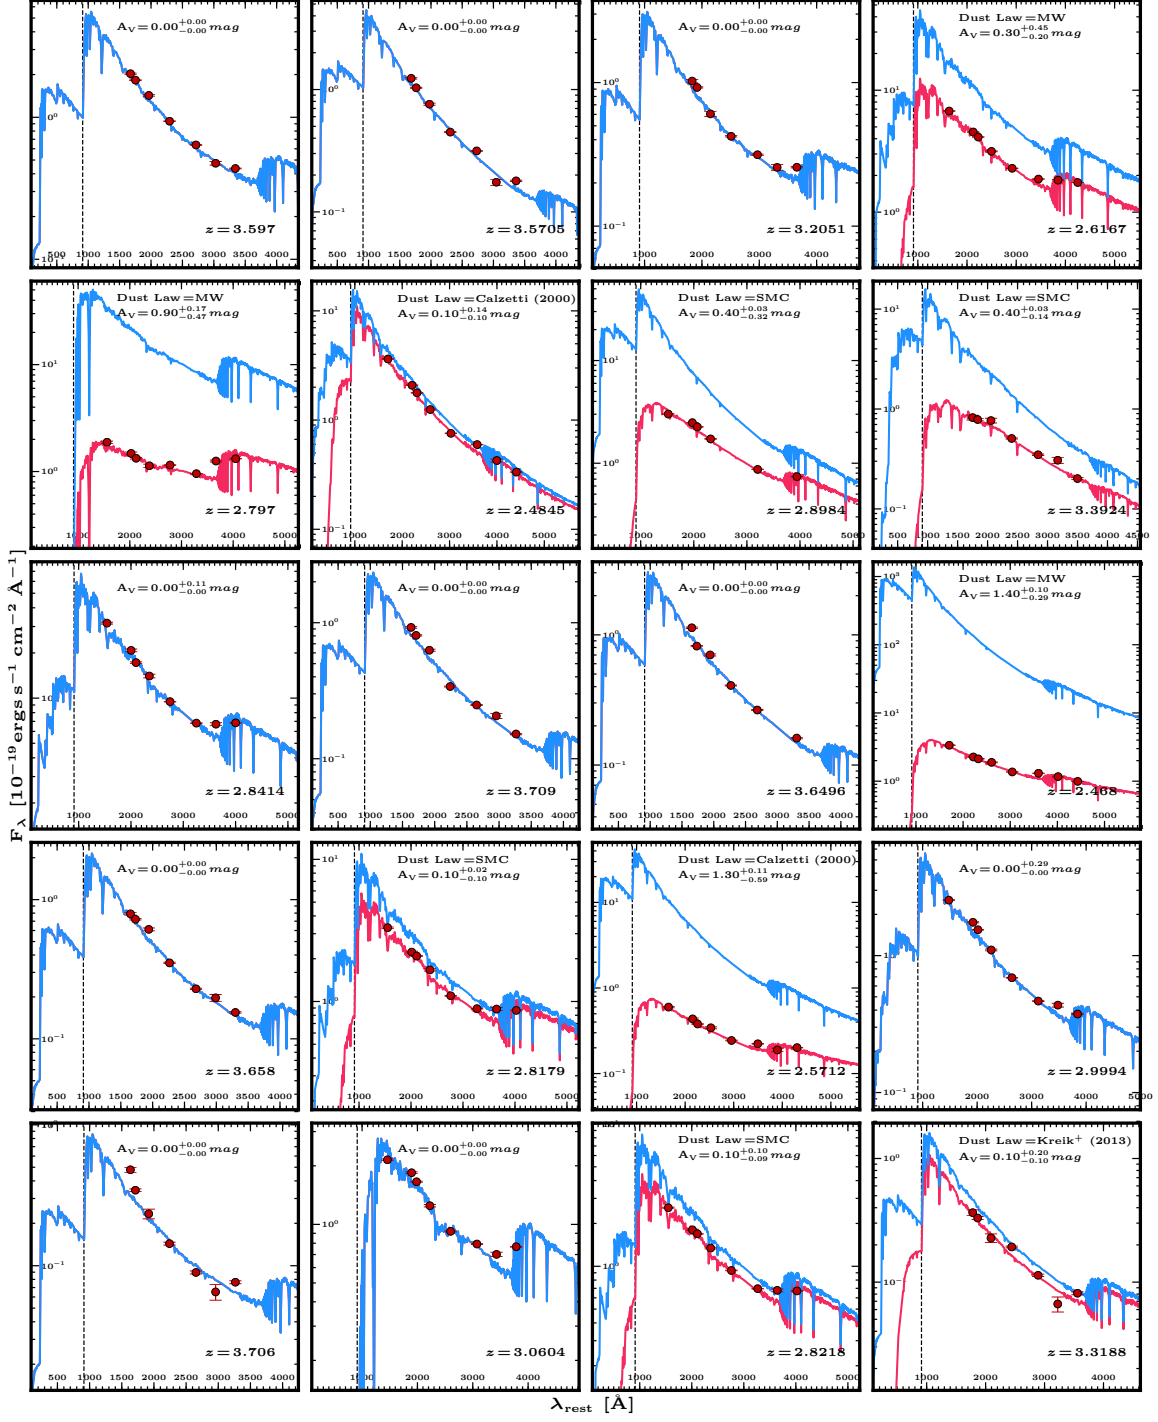 A_V=0.00^{+0.00}_{-0.00} mag
z=3.597
A_V=0.00^{+0.00}_{-0.00} mag
z=3.5705
A_V=0.00^{+0.00}_{-0.00} mag
z=3.2051
Dust Law=MW
A_V=0.30^{+0.45}_{-0.20} mag
z=2.6167
Dust Law=MW
A_V=0.90^{+0.17}_{-0.47} mag
z=2.797
Dust Law=Calzetti (2000)
A_V=0.10^{+0.14}_{-0.10} mag
z=2.4845
Dust Law=SMC
A_V=0.40^{+0.03}_{-0.32} mag
z=2.8984
Dust Law=SMC
A_V=0.40^{+0.03}_{-0.14} mag
z=3.3924
A_V=0.00^{+0.11}_{-0.00} mag
z=2.8414
A_V=0.00^{+0.00}_{-0.00} mag
z=3.709
A_V=0.00^{+0.00}_{-0.00} mag
z=3.6496
Dust Law=MW
A_V=1.40^{+0.10}_{-0.29} mag
z=2.468
A_V=0.00^{+0.00}_{-0.00} mag
z=3.658
Dust Law=SMC
A_V=0.10^{+0.02}_{-0.10} mag
z=2.8179
Dust Law=Calzetti (2000)
A_V=1.30^{+0.11}_{-0.59} mag
z=2.5712
A_V=0.00^{+0.29}_{-0.00} mag
z=2.9994
A_V=0.00^{+0.00}_{-0.00} mag
z=3.706
A_V=0.00^{+0.00}_{-0.00} mag
z=3.0604
Dust Law=SMC
A_V=0.10^{+0.10}_{-0.09} mag
z=2.8218
Dust Law=Kreik^+ (2013)
A_V=0.10^{+0.20}_{-0.10} mag
z=3.3188
F_λ [10^{-19} ergs s^{-1} cm^{-2} Å^{-1}]
λ_rest [Å]